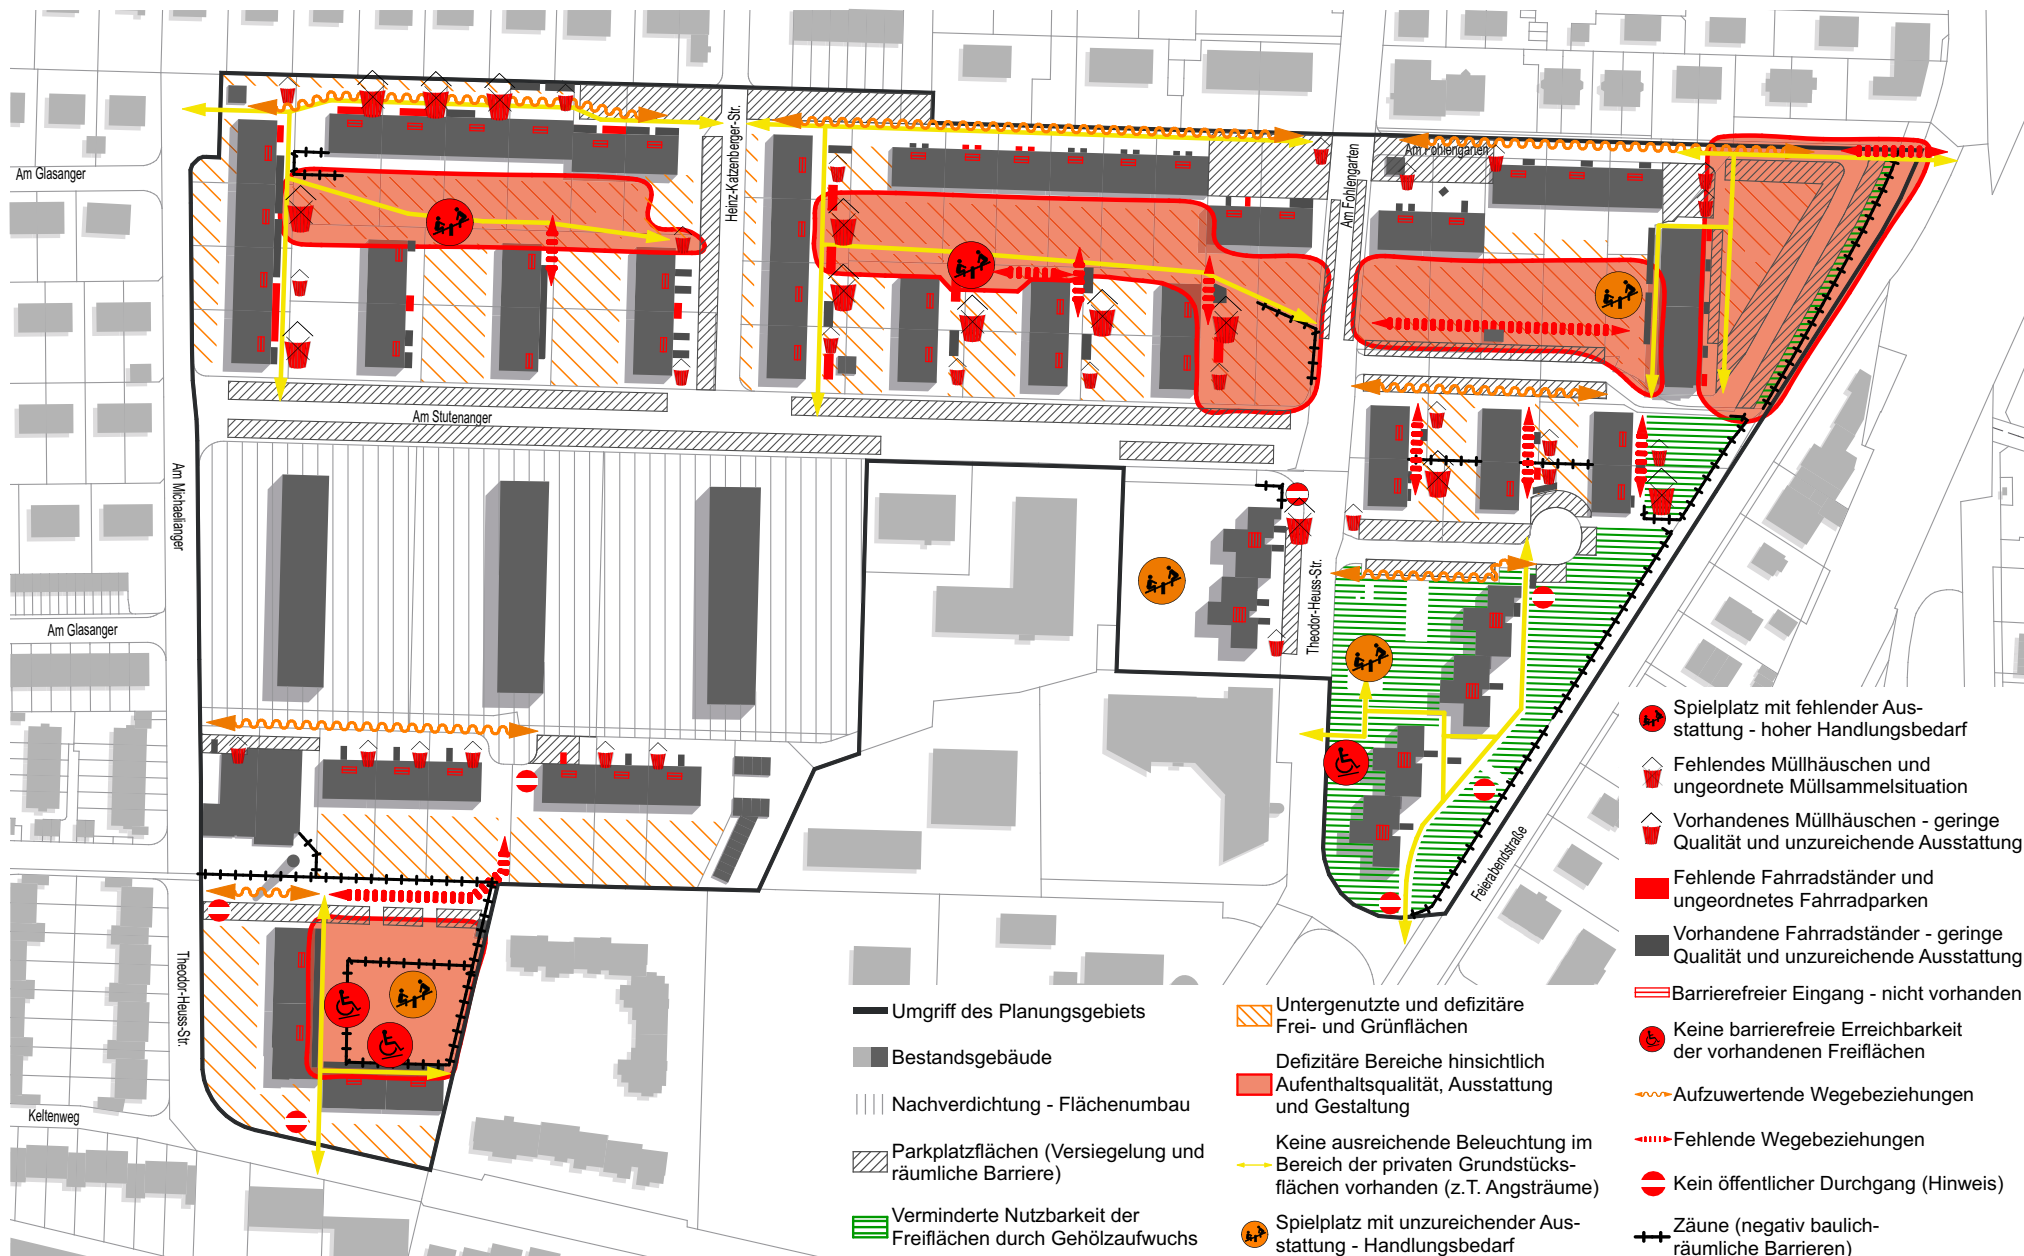 Am Glasanger
Heinz-Katzenberger-Str.
Am Fohlengarten
Am Fohlengarten
Am Stutenanger
Am Michaelianger
Am Glasanger
Theodor-Heuss-Str.
Feierabendstraße
Theodor-Heuss-Str.
Keltenweg
Umgriff des Planungsgebiets
Bestandsgebäude
Nachverdichtung - Flächenumbau
Parkplatzflächen (Versiegelung und
räumliche Barriere)
Verminderte Nutzbarkeit der
Freiflächen durch Gehölzaufwuchs
Untergenutzte und defizitäre
Frei- und Grünflächen
Defizitäre Bereiche hinsichtlich
Aufenthaltsqualität, Ausstattung
und Gestaltung
Keine ausreichende Beleuchtung im
Bereich der privaten Grundstücks-
flächen vorhanden (z.T. Angsträume)
Spielplatz mit unzureichender Aus-
stattung - Handlungsbedarf
Spielplatz mit fehlender Aus-
stattung - hoher Handlungsbedarf
Fehlendes Müllhäuschen und
ungeordnete Müllsammelsituation
Vorhandenes Müllhäuschen - geringe
Qualität und unzureichende Ausstattung
Fehlende Fahrradständer und
ungeordnetes Fahrradparken
Vorhandene Fahrradständer - geringe
Qualität und unzureichende Ausstattung
Barrierefreier Eingang - nicht vorhanden
Keine barrierefreie Erreichbarkeit
der vorhandenen Freiflächen
Aufzuwertende Wegebeziehungen
Fehlende Wegebeziehungen
Kein öffentlicher Durchgang (Hinweis)
Zäune (negativ baulich-
räumliche Barrieren)